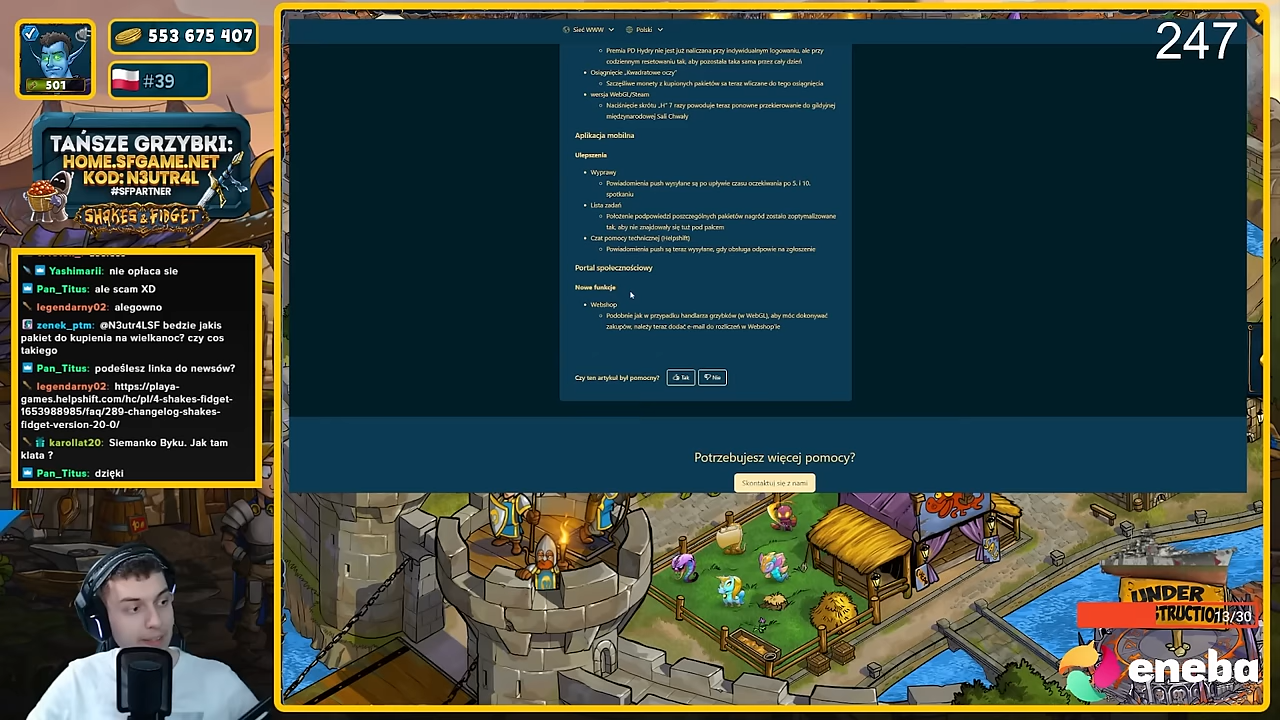 553 675 407
501
#39
TAŃSZE GRZYBKI:
HOME.SFGAME.NET
KOD: N3UTR4L
#SFPARTNER
SHAKES & FIDGET
Yashimarii: nie opłaca sie
Pan_Titus: ale scam XD
legendarny02: alegowno
zenek_ptm: @N3utr4LSF bedzie jakis
pakiet do kupienia na wielkanoc? czy cos
takiego
Pan_Titus: podeślesz linka do newsów?
legendarny02: https://playa-
games.helpshift.com/hc/pl/4-shakes-fidget-
1653988985/faq/289-changelog-shakes-
fidget-version-20-0/
karollat20: Siemanko Byku. Jak tam
klata ?
Pan_Titus: dzięki
Sieć WWW
Polski
247
Premia PD Hydry nie jest już naliczana przy indywidualnym logowaniu, ale przy
codziennym resetowaniu tak, aby pozostała taka sama przez cały dzień
Osiągnięcie „Kwadratowe oczy”
Szczęśliwe monety z kupionych pakietów są teraz wliczane do tego osiągnięcia
wersja WebGL/Steam
Naciśnięcie skrótu „H” 7 razy powoduje teraz ponowne przekierowanie do gildyjnej
międzynarodowej Sali Chwały
Aplikacja mobilna
Ulepszenia
Wyprawy
Powiadomienia push wysyłane są po upływie czasu oczekiwania po 5. i 10.
spotkaniu
Lista zadań
Położenie podpowiedzi poszczególnych pakietów nagród zostało zoptymalizowane
tak, aby nie znajdowały się tuż pod palcem
Czat pomocy technicznej (Helpshift)
Powiadomienia push są teraz wysyłane, gdy obsługa odpowie na zgłoszenie
Portal społecznościowy
Nowe funkcje
Webshop
Podobnie jak w przypadku handlarza grzybków (w WebGL), aby móc dokonywać
zakupów, należy teraz dodać e-mail do rozliczeń w Webshop'ie
Czy ten artykuł był pomocny?
Tak
Nie
Potrzebujesz więcej pomocy?
Skontaktuj się z nami
UNDER
13/30
eneba